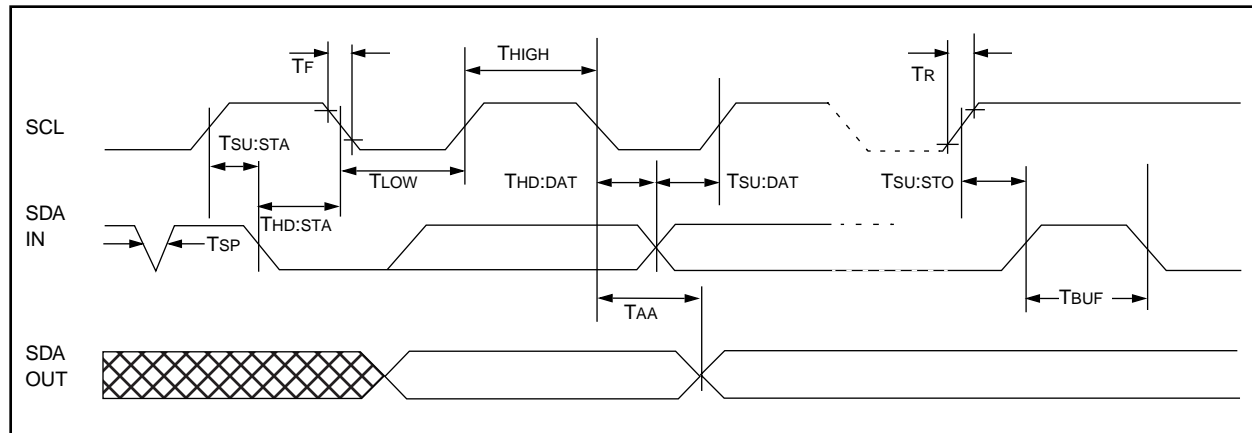 TF
THIGH
TR
SCL
TSU:STA
TLOW
THD:DAT
TSU:DAT
TSU:STO
SDA
IN
TSP
THD:STA
TAA
TBUF
SDA
OUT